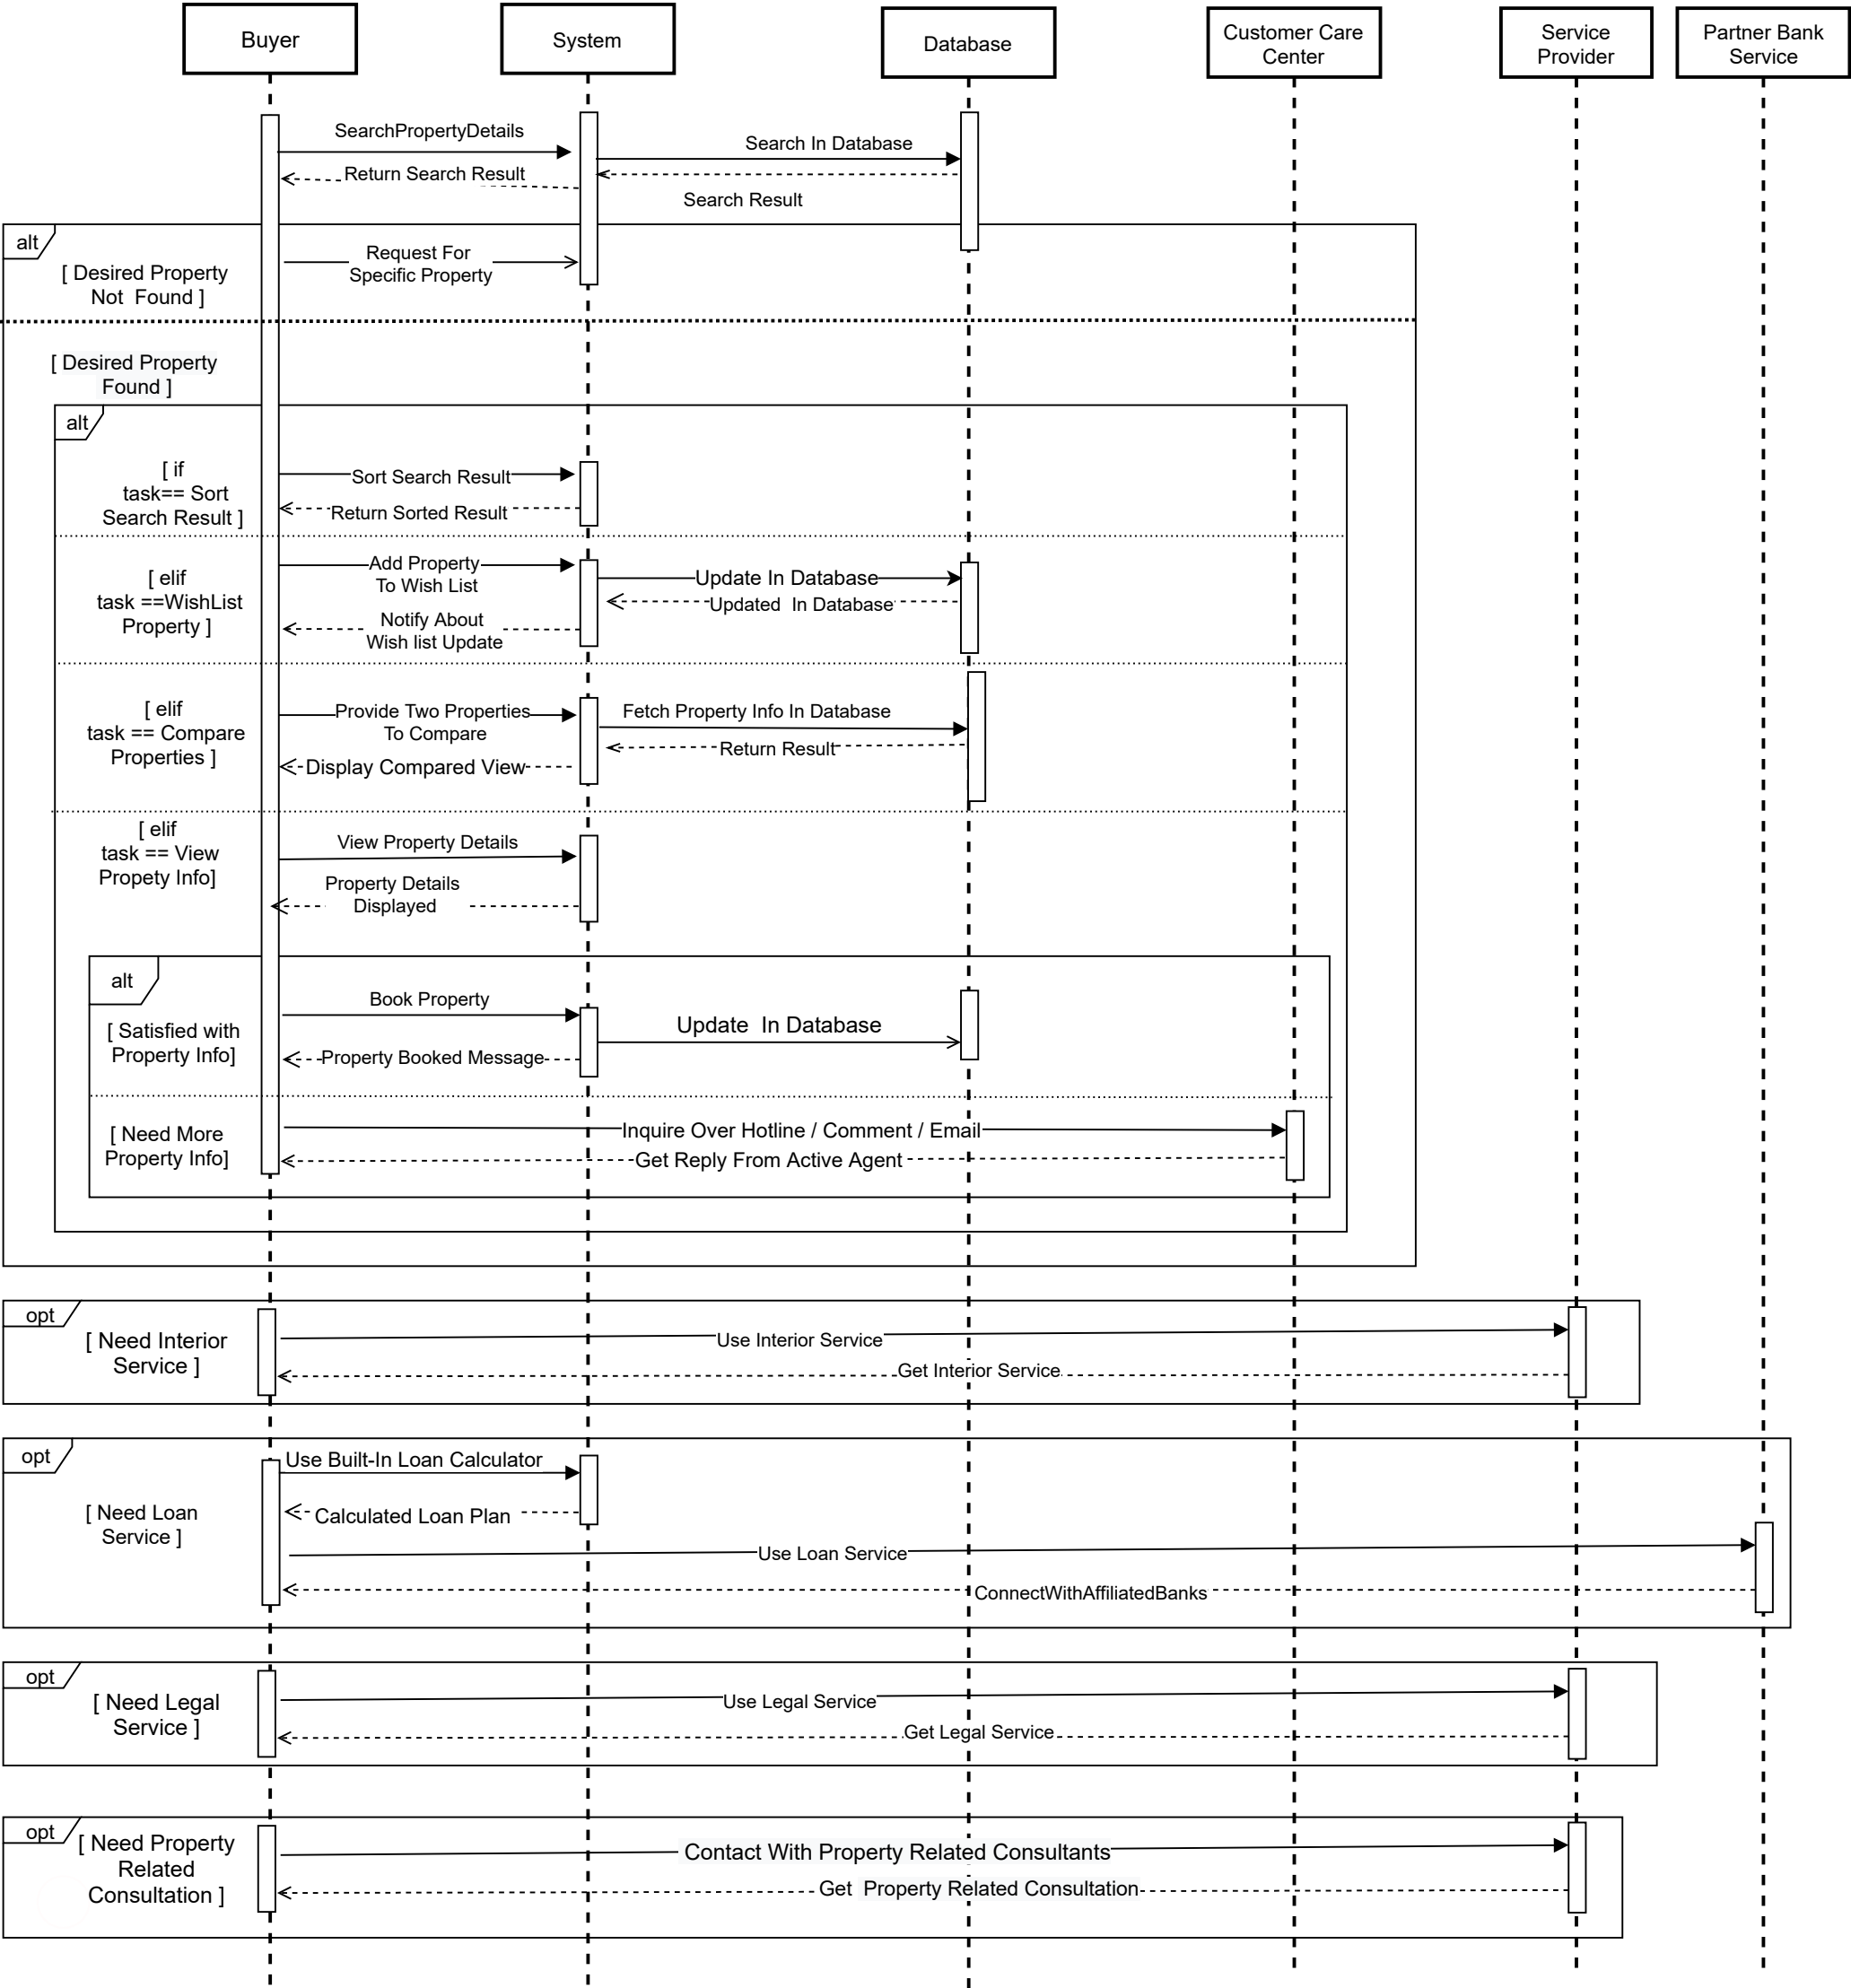 Buyer
System
Database
Customer Care
Center
Service
Provider
Partner Bank
Service
SearchPropertyDetails
Search In Database
Return Search Result
Search Result
alt
[ Desired Property
Not  Found ]
Request For
Specific Property
[ Desired Property
Found ]
alt
[ if
task== Sort
Search Result ]
Sort Search Result
Return Sorted Result
[ elif
task ==WishList
Property ]
Add Property
To Wish List
Update In Database
Updated  In Database
Notify About
Wish list Update
[ elif
task == Compare
Properties ]
Provide Two Properties
To Compare
Fetch Property Info In Database
Return Result
Display Compared View
[ elif
task == View
Propety Info]
View Property Details
Property Details
Displayed
alt
[ Satisfied with
Property Info]
Book Property
Update  In Database
Property Booked Message
[ Need More
Property Info]
Inquire Over Hotline / Comment / Email
Get Reply From Active Agent
opt
[ Need Interior
Service ]
Use Interior Service
Get Interior Service
opt
[ Need Loan
Service ]
Use Built-In Loan Calculator
Calculated Loan Plan
Use Loan Service
ConnectWithAffiliatedBanks
opt
[ Need Legal
Service ]
Use Legal Service
Get Legal Service
opt
[ Need Property
Related
Consultation ]
Contact With Property Related Consultants
Get  Property Related Consultation